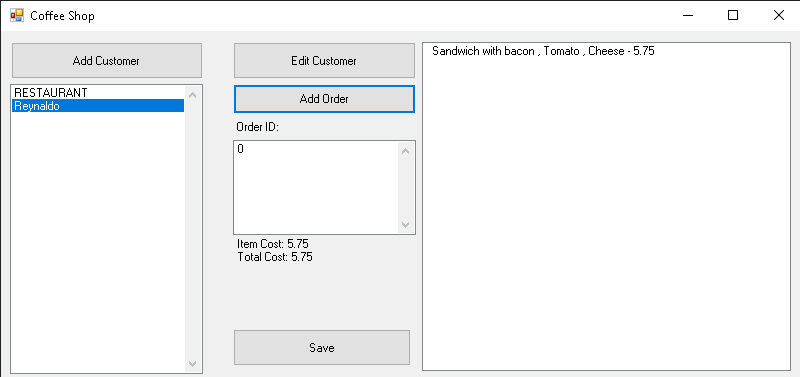 Coffee Shop
Add Customer
Edit Customer
Sandwich with bacon , Tomato , Cheese - 5.75
RESTAURANT
Reynaldo
Add Order
Order ID:
0
Item Cost: 5.75
Total Cost: 5.75
Save